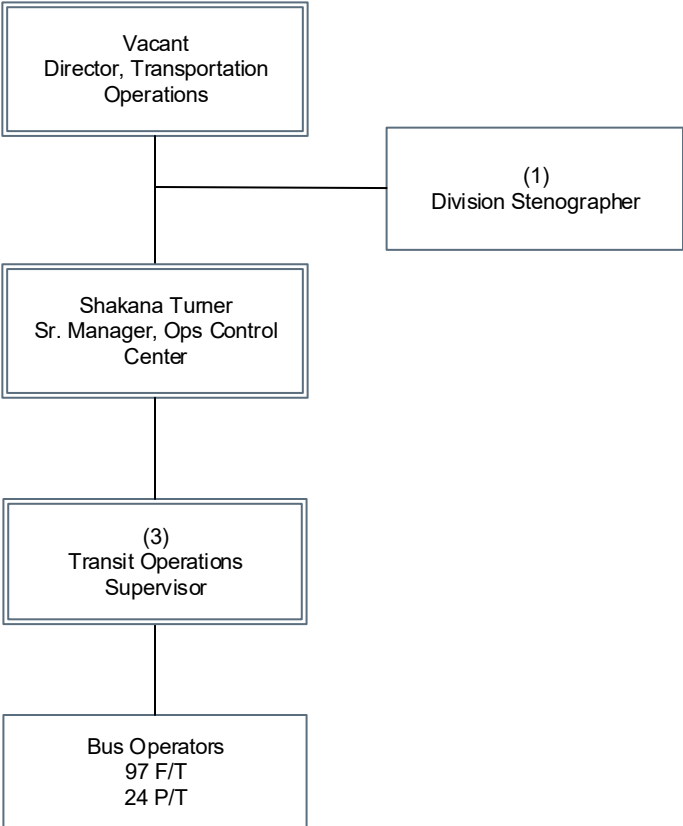 Vacant
Director, Transportation
Operations
(1)
Division Stenographer
Shakana Turner
Sr. Manager, Ops Control
Center
(3)
Transit Operations
Supervisor
Bus Operators
97 F/T
24 P/T